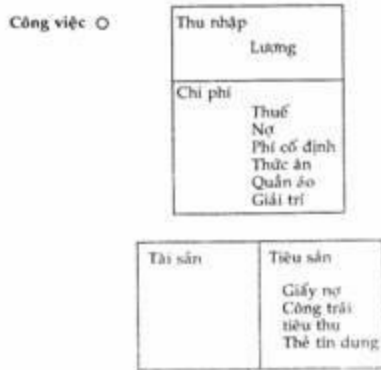 Công việc
Thu nhập
Lương
Chi phí
Thuế
Nợ
Phí cố định
Thức ăn
Quần áo
Giải trí
Tài sản
Tiêu sản
Giấy nợ
Công trái
tiêu thụ
Thẻ tín dụng